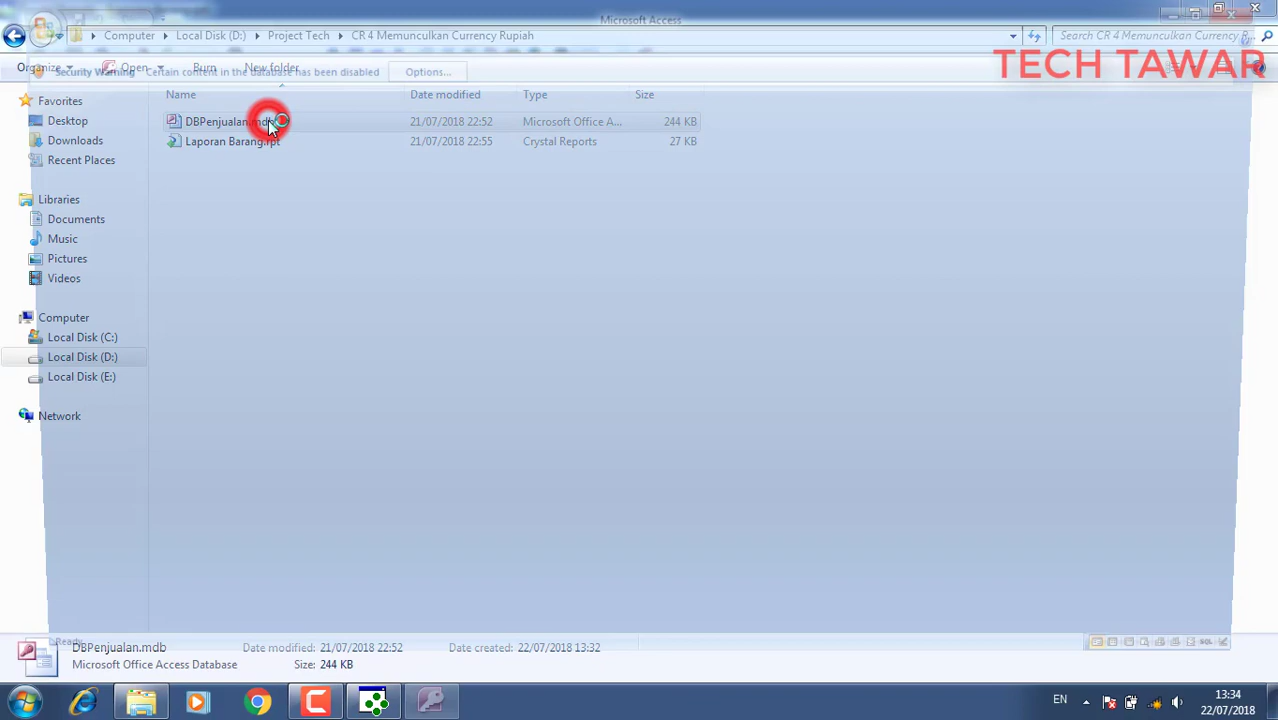 Microsoft Access
Computer Local Disk (D:) Project Tech CR 4 Memunculkan Currency Rupiah
Search CR 4 Memunculkan Currency R...
Organize Open Burn New folder
Security Warning Certain content in the database has been disabled Options...
TECH TAWAR
Name Date modified Type Size
Favorites
Desktop
Downloads
Recent Places
Libraries
Documents
Music
Pictures
Videos
Computer
Local Disk (C:)
Local Disk (D:)
Local Disk (E:)
Network
DBPenjualan.mdb 21/07/2018 22:52 Microsoft Office A... 244 KB
Laporan Barang.rpt 21/07/2018 22:55 Crystal Reports 27 KB
Ready
DBPenjualan.mdb Date modified: 21/07/2018 22:52 Date created: 22/07/2018 13:32
Microsoft Office Access Database Size: 244 KB
EN
13:34
22/07/2018